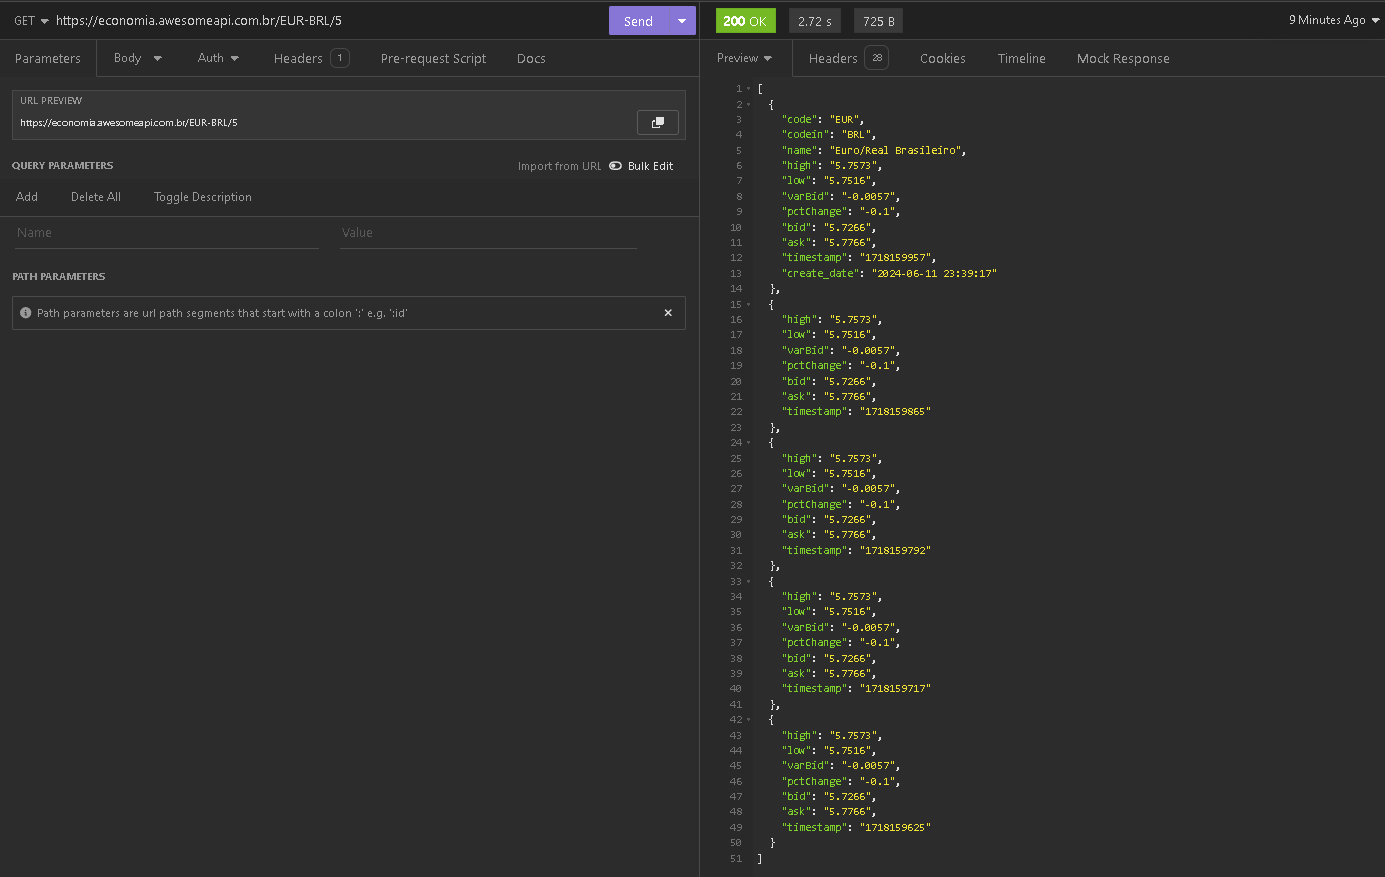 GET https://economia.awesomeapi.com.br/EUR-BRL/5 Send
Parameters Body Auth Headers 1 Pre-request Script Docs
URL PREVIEW
https://economia.awesomeapi.com.br/EUR-BRL/5
QUERY PARAMETERS Import from URL Bulk Edit
Add Delete All Toggle Description
Name Value
PATH PARAMETERS
Path parameters are url path segments that start with a colon ':' e.g. ':id'
200 OK 2.72 s 725 B 9 Minutes Ago
Preview Headers 28 Cookies Timeline Mock Response
1 [
2 {
3 "code": "EUR",
4 "codein": "BRL",
5 "name": "Euro/Real Brasileiro",
6 "high": "5.7573",
7 "low": "5.7516",
8 "varBid": "-0.0057",
9 "pctChange": "-0.1",
10 "bid": "5.7266",
11 "ask": "5.7766",
12 "timestamp": "1718159957",
13 "create_date": "2024-06-11 23:39:17"
14 },
15 {
16 "high": "5.7573",
17 "low": "5.7516",
18 "varBid": "-0.0057",
19 "pctChange": "-0.1",
20 "bid": "5.7266",
21 "ask": "5.7766",
22 "timestamp": "1718159865"
23 },
24 {
25 "high": "5.7573",
26 "low": "5.7516",
27 "varBid": "-0.0057",
28 "pctChange": "-0.1",
29 "bid": "5.7266",
30 "ask": "5.7766",
31 "timestamp": "1718159792"
32 },
33 {
34 "high": "5.7573",
35 "low": "5.7516",
36 "varBid": "-0.0057",
37 "pctChange": "-0.1",
38 "bid": "5.7266",
39 "ask": "5.7766",
40 "timestamp": "1718159717"
41 },
42 {
43 "high": "5.7573",
44 "low": "5.7516",
45 "varBid": "-0.0057",
46 "pctChange": "-0.1",
47 "bid": "5.7266",
48 "ask": "5.7766",
49 "timestamp": "1718159625"
50 }
51 ]